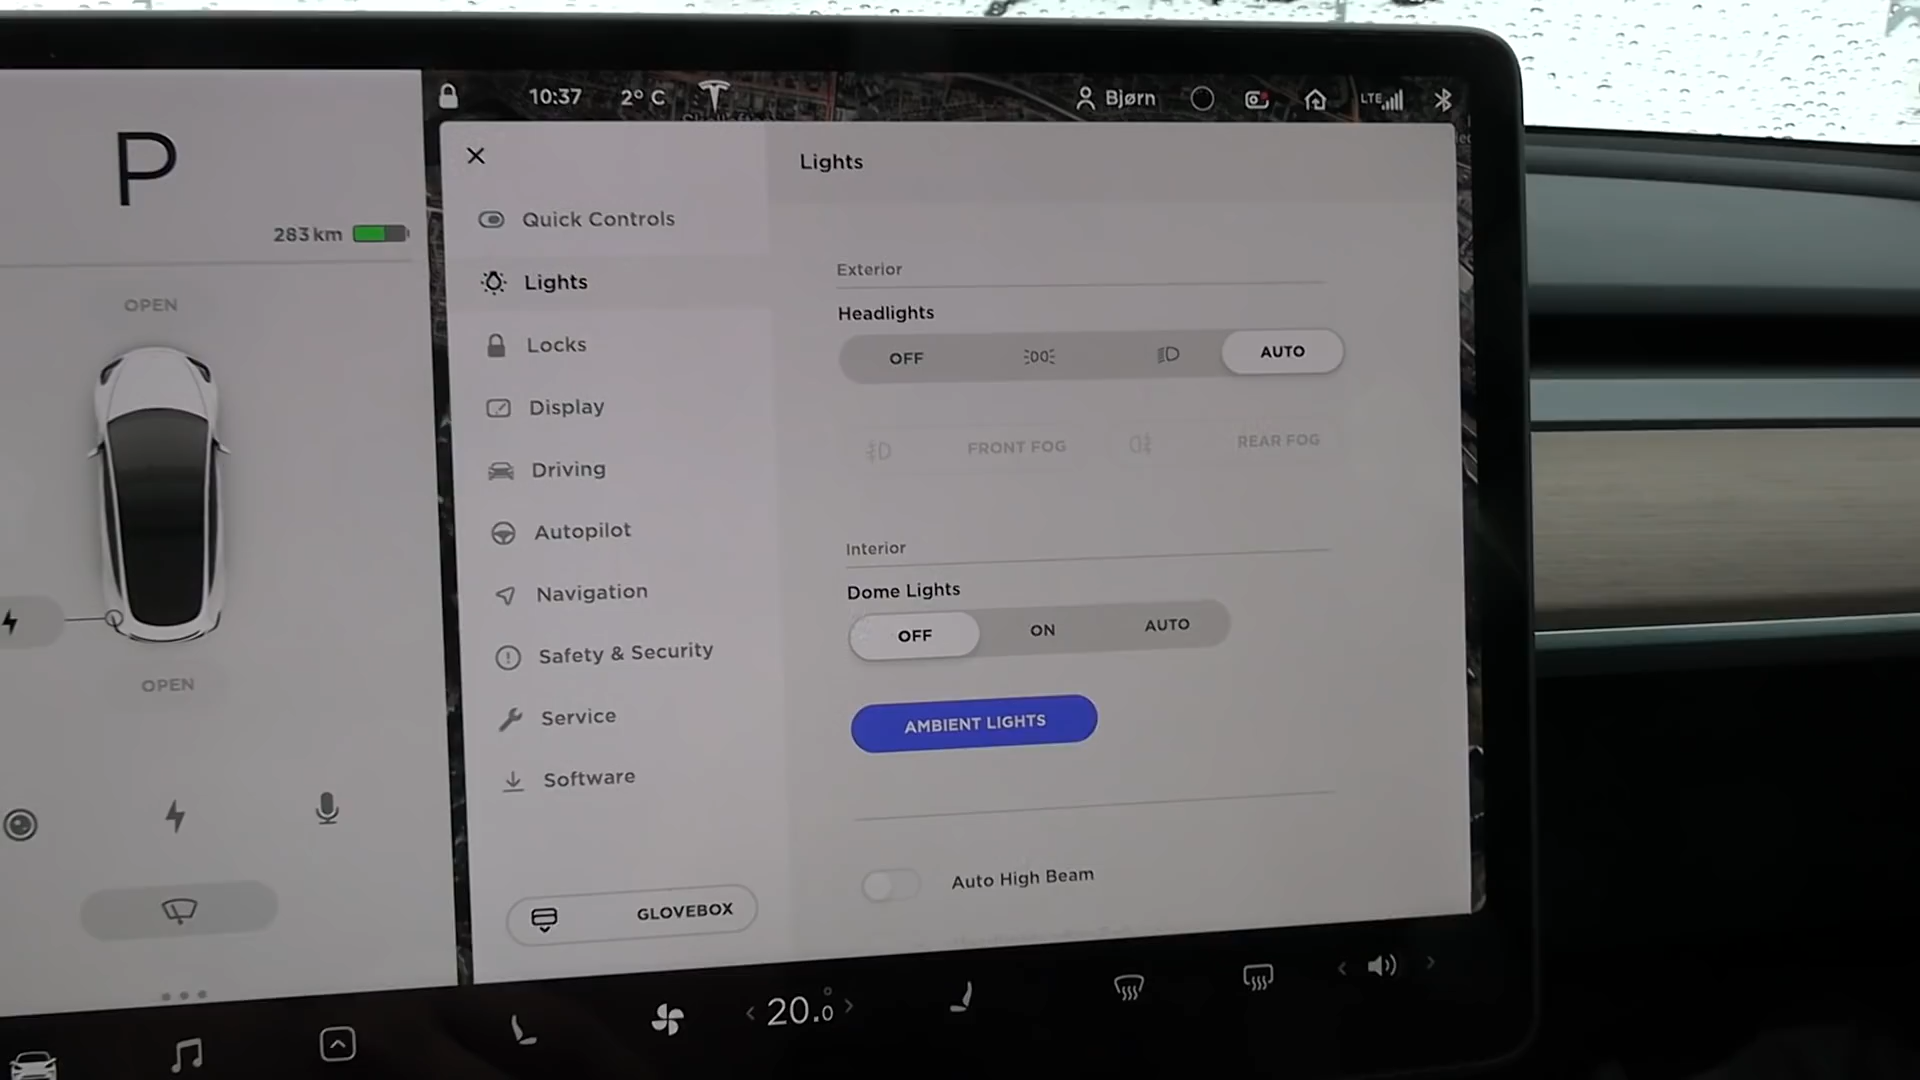 P
283 km
OPEN
OPEN
10:37
2° C
Bjørn
LTE
Quick Controls
Lights
Locks
Display
Driving
Autopilot
Navigation
Safety & Security
Service
Software
GLOVEBOX
Lights
Exterior
Headlights
OFF
AUTO
FRONT FOG
REAR FOG
Interior
Dome Lights
OFF
ON
AUTO
AMBIENT LIGHTS
Auto High Beam
20.0°